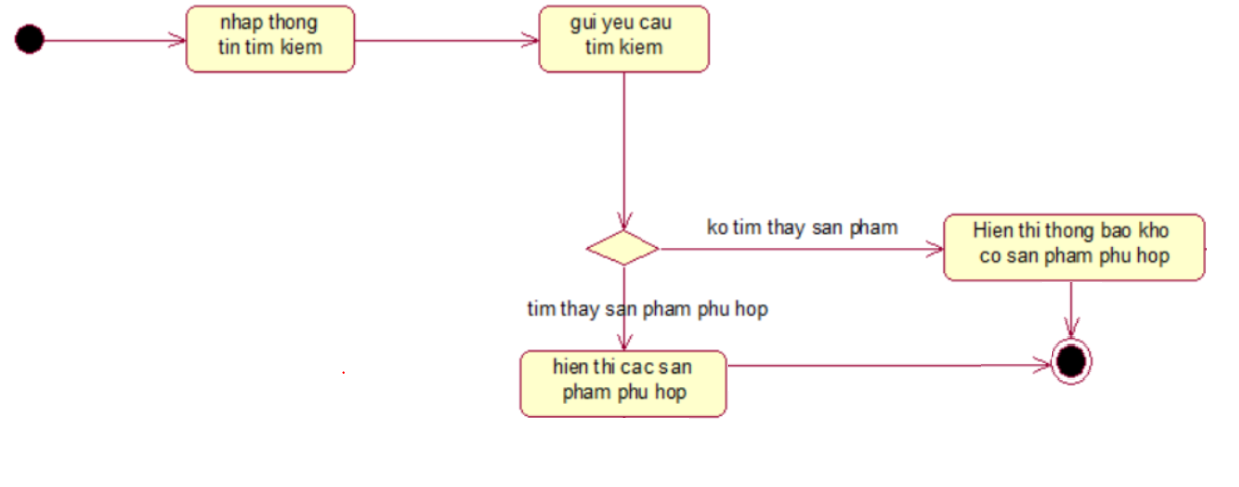 nhap thong
tin tim kiem
gui yeu cau
tim kiem
ko tim thay san pham
Hien thi thong bao kho
co san pham phu hop
tim thay san pham phu hop
hien thi cac san
pham phu hop